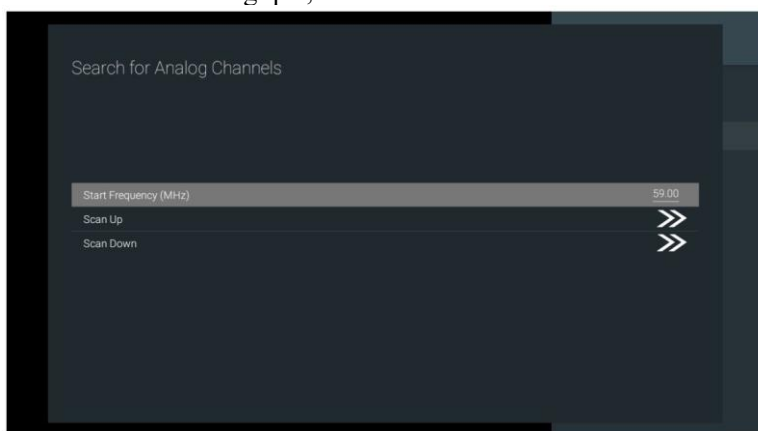 Search for Analog Channels
Start Frequency (MHz) 59.00
Scan Up
Scan Down